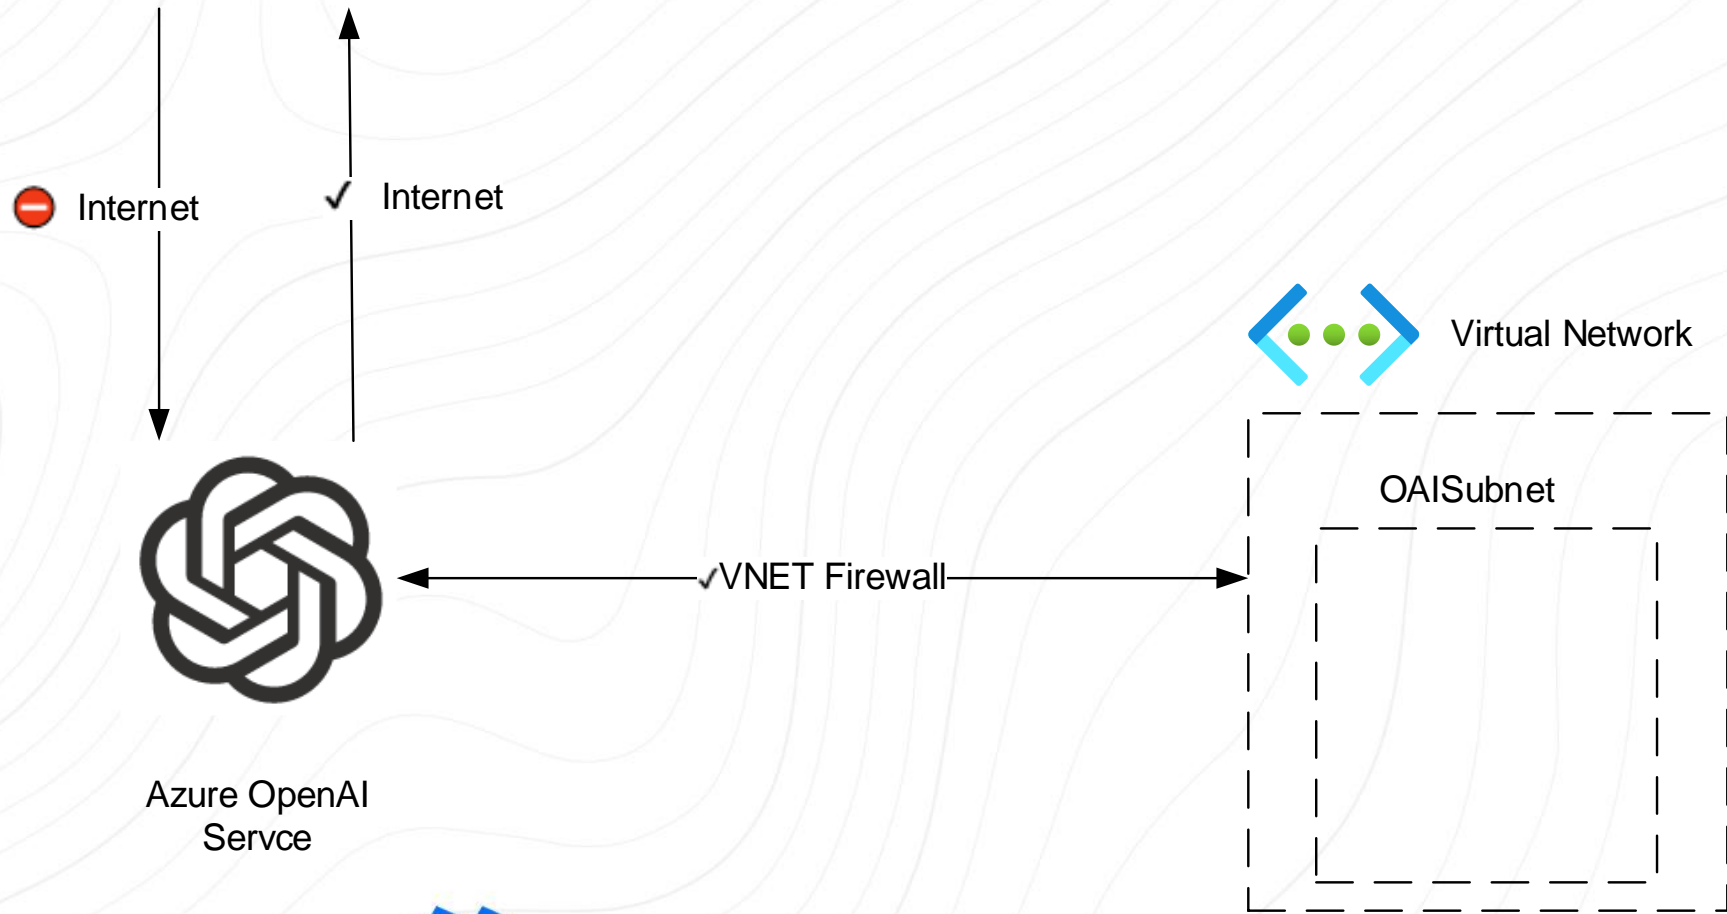 Internet
✓ Internet
Virtual Network
OAISubnet
✓VNET Firewall
Azure OpenAI
Servce